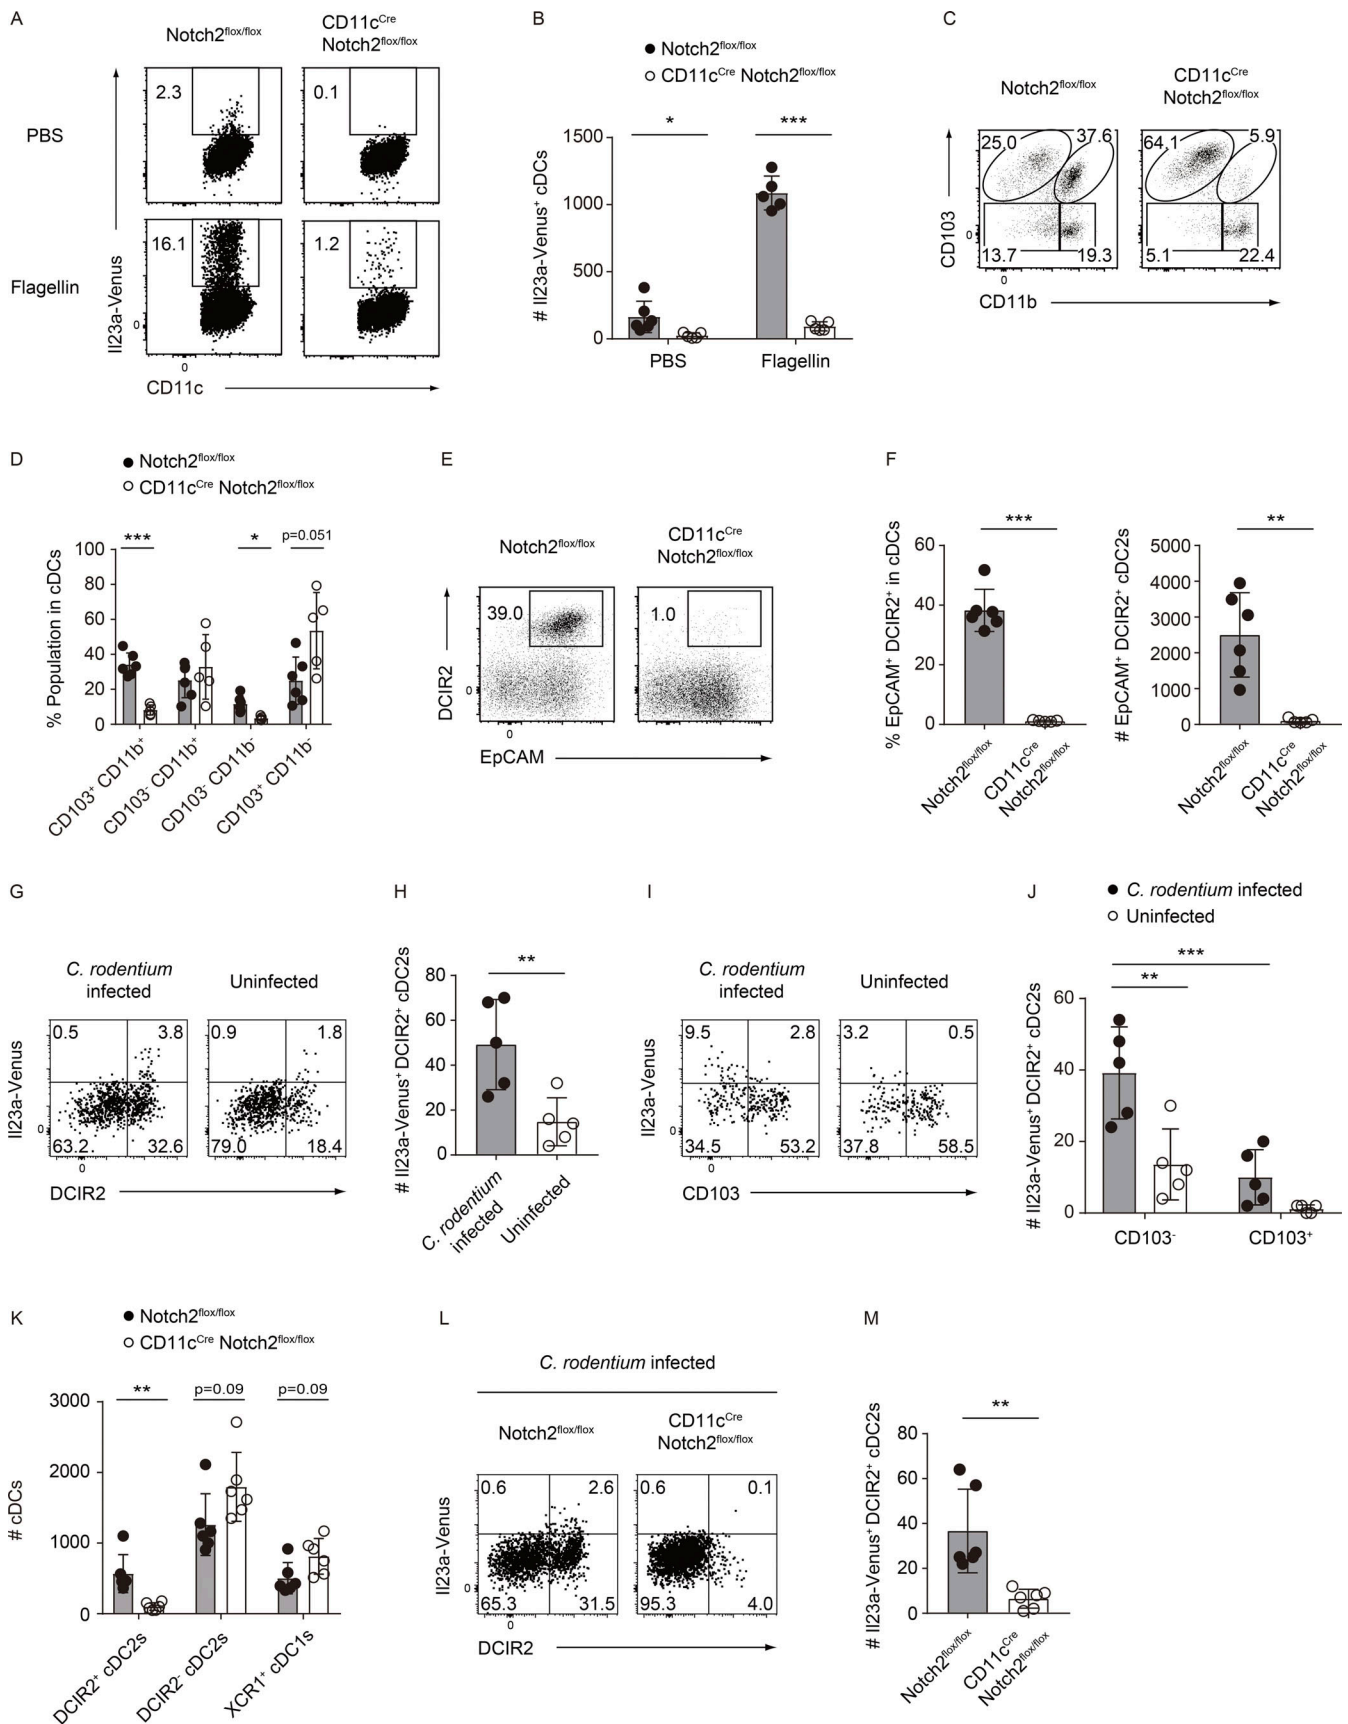 A
Notch2flox/flox
CD11cCre
Notch2flox/flox
PBS
2.3
0.1
Flagellin
16.1
1.2
Il23a-Venus
0
0
CD11c
B
Notch2flox/flox
CD11cCre Notch2flox/flox
*
***
# Il23a-Venus+ cDCs
1500
1000
500
0
PBS
Flagellin
C
Notch2flox/flox
CD11cCre
Notch2flox/flox
25.0
37.6
64.1
5.9
13.7
19.3
5.1
22.4
CD103
0
0
CD11b
D
Notch2flox/flox
CD11cCre Notch2flox/flox
***
*
p=0.051
% Population in cDCs
100
80
60
40
20
0
CD103+ CD11b+
CD103- CD11b+
CD103- CD11b-
CD103+ CD11b-
E
Notch2flox/flox
CD11cCre
Notch2flox/flox
39.0
1.0
DCIR2
0
0
EpCAM
F
***
% EpCAM+ DCIR2+ in cDCs
60
40
20
0
Notch2flox/flox
CD11cCre
Notch2flox/flox
**
# EpCAM+ DCIR2+ cDC2s
5000
4000
3000
2000
1000
0
Notch2flox/flox
CD11cCre
Notch2flox/flox
G
C. rodentium
infected
Uninfected
0.5
3.8
0.9
1.8
63.2
32.6
79.0
18.4
Il23a-Venus
0
0
DCIR2
H
**
# Il23a-Venus+ DCIR2+ cDC2s
80
60
40
20
0
C. rodentium
infected
Uninfected
I
C. rodentium
infected
Uninfected
9.5
2.8
3.2
0.5
34.5
53.2
37.8
58.5
Il23a-Venus
0
0
CD103
J
C. rodentium infected
Uninfected
***
**
# Il23a-Venus+ DCIR2+ cDC2s
60
40
20
0
CD103-
CD103+
K
Notch2flox/flox
CD11cCre Notch2flox/flox
**
p=0.09
p=0.09
# cDCs
3000
2000
1000
0
DCIR2+ cDC2s
DCIR2- cDC2s
XCR1+ cDC1s
L
C. rodentium infected
Notch2flox/flox
CD11cCre
Notch2flox/flox
0.6
2.6
0.6
0.1
65.3
31.5
95.3
4.0
Il23a-Venus
0
0
DCIR2
M
**
# Il23a-Venus+ DCIR2+ cDC2s
80
60
40
20
0
Notch2flox/flox
CD11cCre
Notch2flox/flox